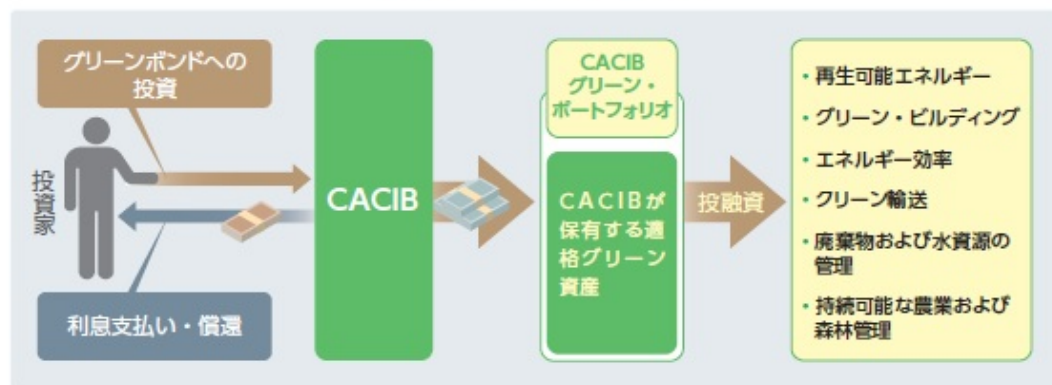 グリーンボンドへの
投資
投資家
利息支払い・償還
CACIB
CACIB
グリーン・
ポートフォリオ
CACIBが
保有する適
格グリーン
資産
投融資
・再生可能エネルギー
・グリーン・ビルディング
・エネルギー効率
・クリーン輸送
・廃棄物および水資源の
管理
・持続可能な農業および
森林管理